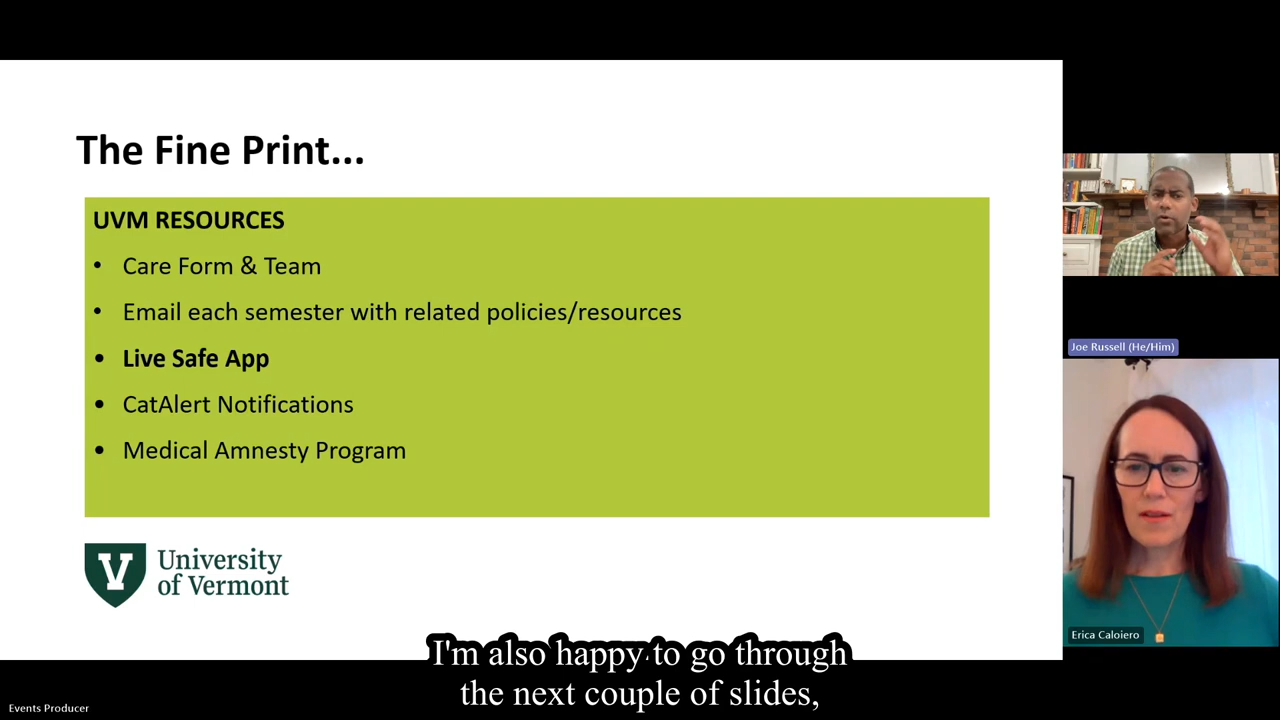 The Fine Print...
UVM RESOURCES
• Care Form & Team
• Email each semester with related policies/resources
• Live Safe App
• CatAlert Notifications
• Medical Amnesty Program
V
University
of Vermont
Joe Russell (He/Him)
Erica Caloiero
I'm also happy to go through
the next couple of slides,
Events Producer